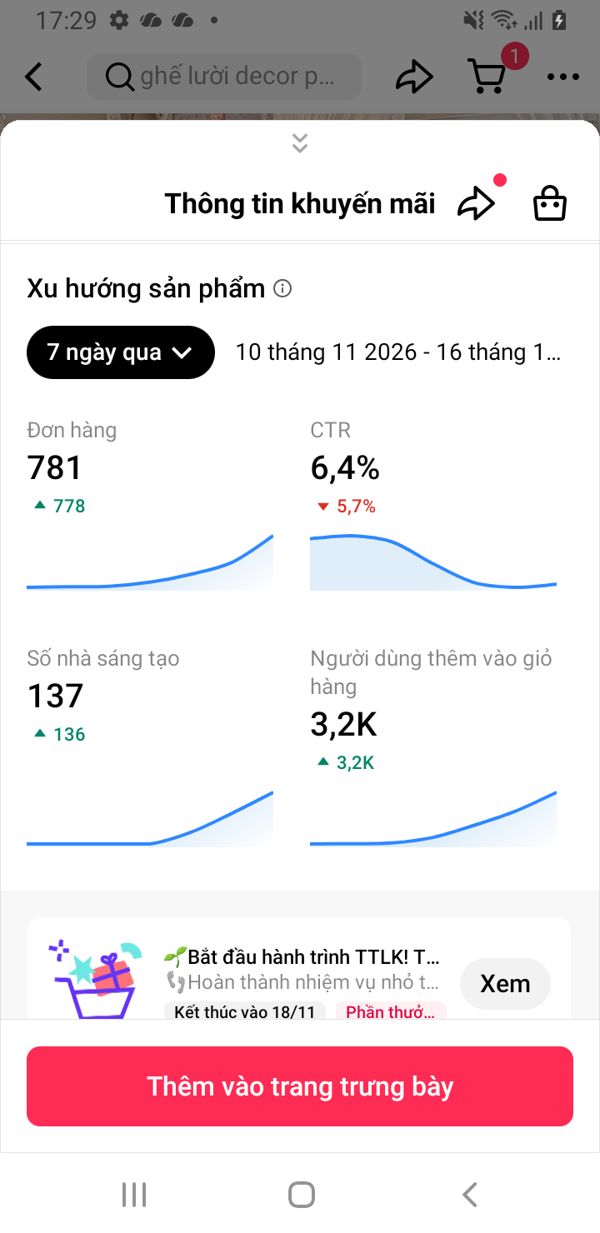 17:29
ghế lười decor p...
1
Thông tin khuyến mãi
Xu hướng sản phẩm
7 ngày qua
10 tháng 11 2026 - 16 tháng 1...
Đơn hàng
781
778
CTR
6,4%
5,7%
Số nhà sáng tạo
137
136
Người dùng thêm vào giỏ
hàng
3,2K
3,2K
Bắt đầu hành trình TTLK! T...
Hoàn thành nhiệm vụ nhỏ t...
Xem
Kết thúc vào 18/11
Phần thưở...
Thêm vào trang trưng bày